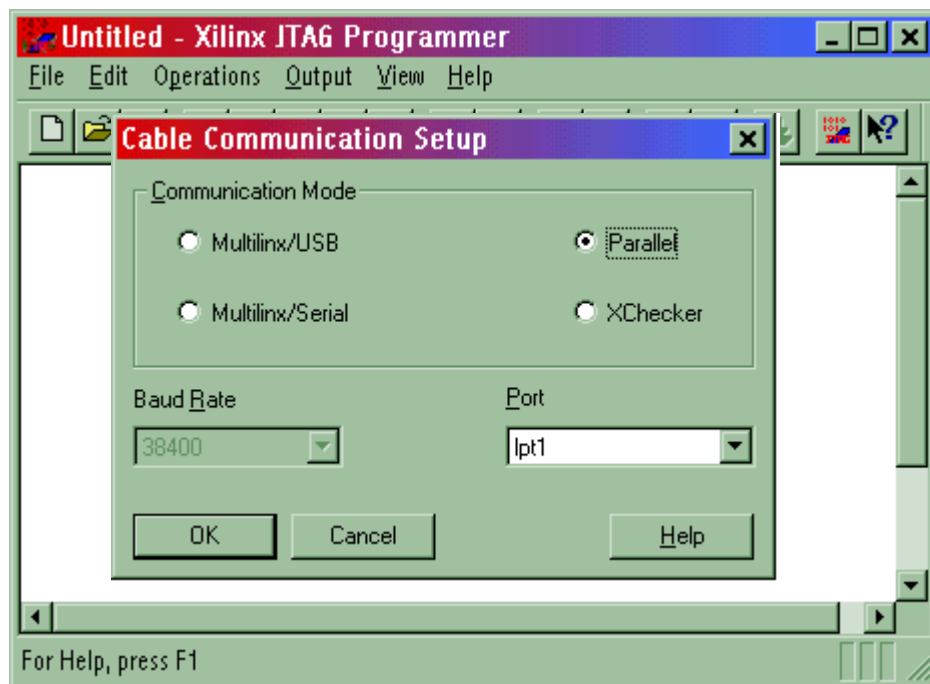 Untitled - Xilinx JTAG Programmer
File Edit Operations Output View Help
Cable Communication Setup
Communication Mode
Multilinx/USB Parallel
Multilinx/Serial XChecker
Baud Rate Port
38400 lpt1
OK Cancel Help
For Help, press F1